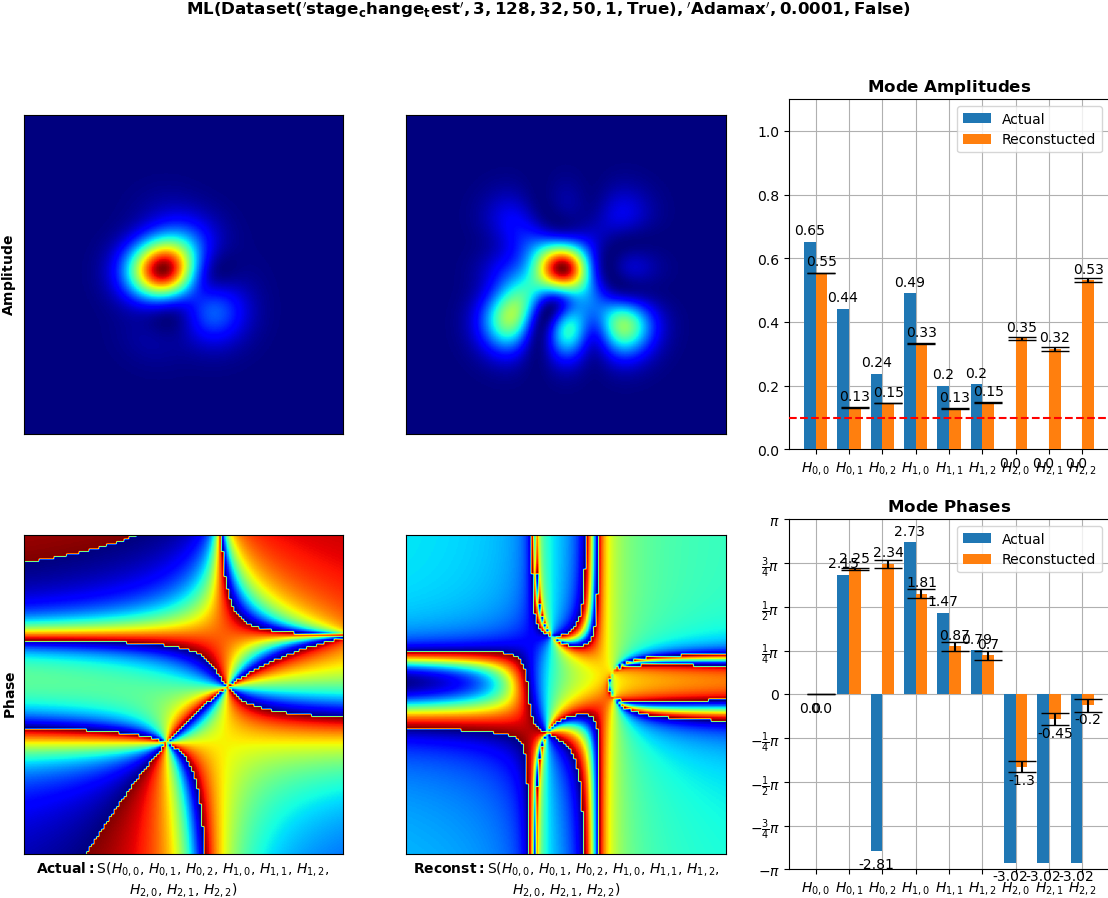 ML(Dataset('stage_change_test', 3, 128, 32, 50, 1, True), 'Adamax', 0.0001, False)
Amplitude
Mode Amplitudes
Actual
Reconstucted
1.0
0.8
0.6
0.4
0.2
0.0
0.65
0.55
0.44
0.13
0.24
0.15
0.49
0.33
0.2
0.13
0.2
0.15
0.0
0.35
0.0
0.32
0.0
0.53
H0,0 H0,1 H0,2 H1,0 H1,1 H1,2 H2,0 H2,1 H2,2
Phase
Mode Phases
Actual
Reconstucted
π
3/4π
1/2π
1/4π
0
−1/4π
−1/2π
−3/4π
−π
0.0
0.0
2.25
-2.81
2.34
2.73
1.81
1.47
0.87
0.79
0.7
-3.02
-1.3
-3.02
-0.45
-3.02
-0.2
H0,0 H0,1 H0,2 H1,0 H1,1 H1,2 H2,0 H2,1 H2,2
Actual: S(H0,0, H0,1, H0,2, H1,0, H1,1, H1,2,
H2,0, H2,1, H2,2)
Reconst: S(H0,0, H0,1, H0,2, H1,0, H1,1, H1,2,
H2,0, H2,1, H2,2)